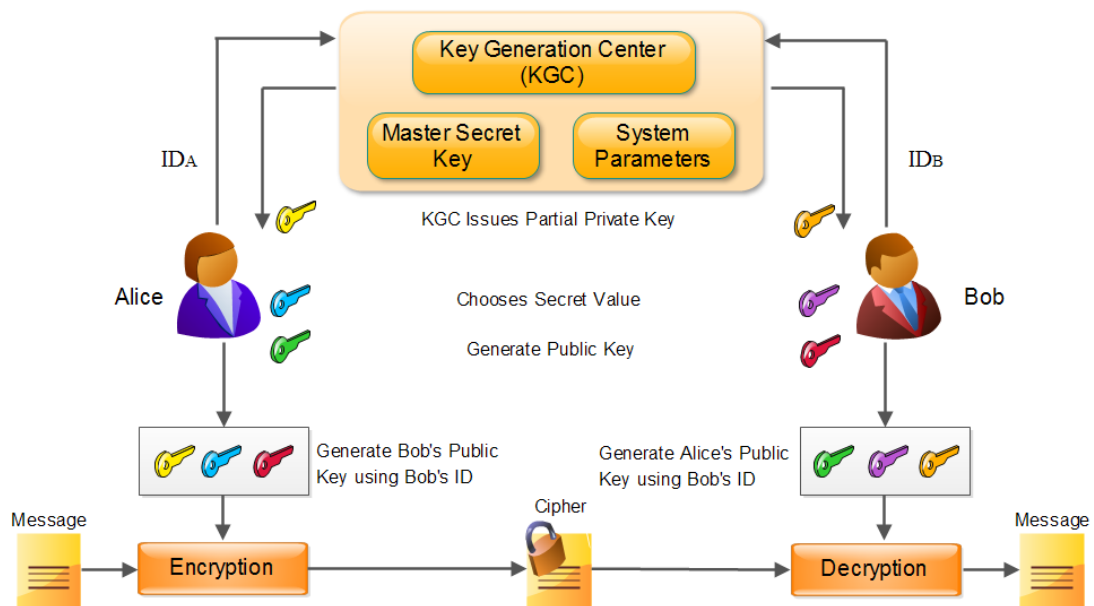 Key Generation Center
(KGC)
Master Secret
Key
System
Parameters
IDA
IDB
KGC Issues Partial Private Key
Alice
Chooses Secret Value
Bob
Generate Public Key
Generate Bob's Public
Key using Bob's ID
Generate Alice's Public
Key using Bob's ID
Message
Cipher
Message
Encryption
Decryption